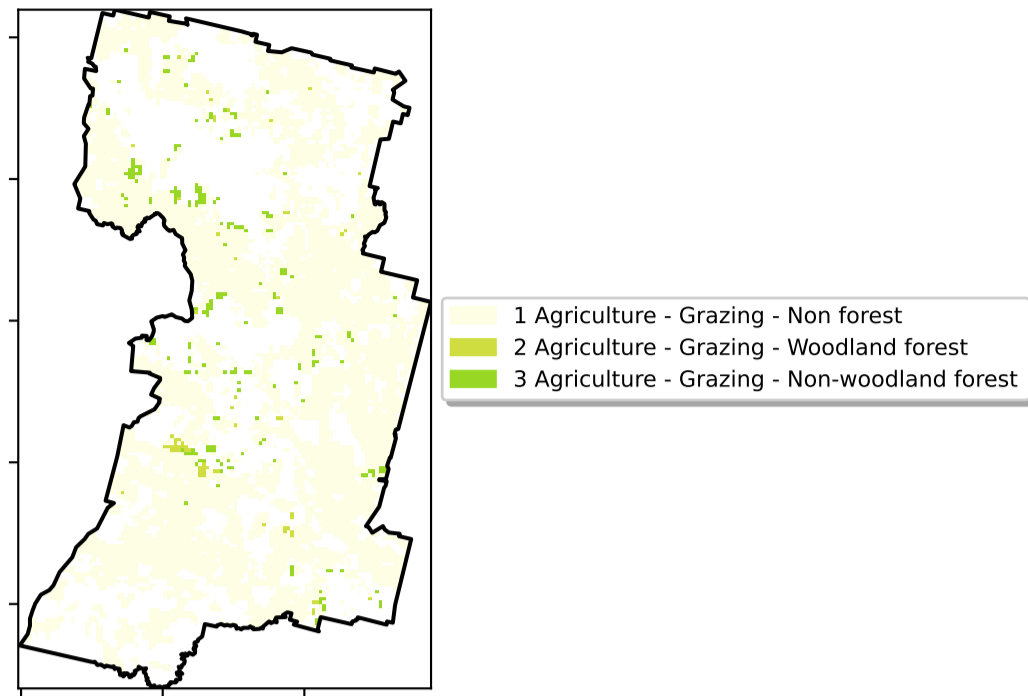 1 Agriculture - Grazing - Non forest
2 Agriculture - Grazing - Woodland forest
3 Agriculture - Grazing - Non-woodland forest